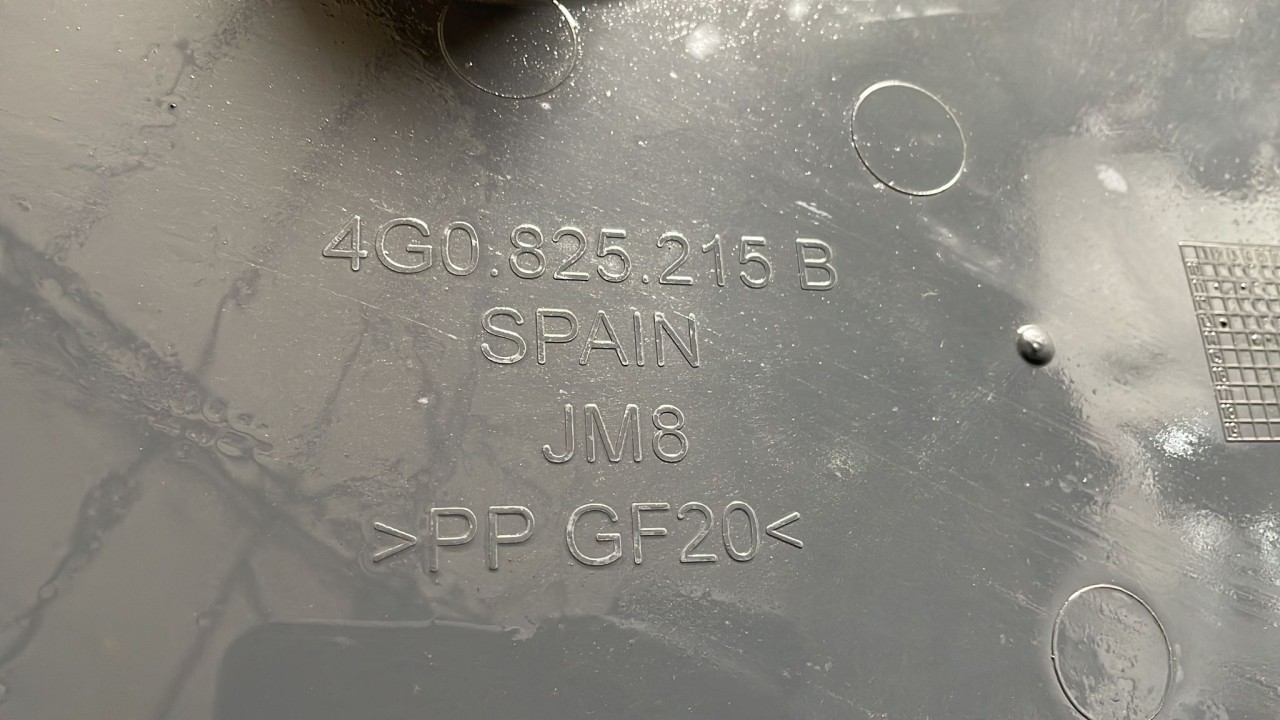 4G0.825.215 B
SPAIN
JM8
>PP GF20<